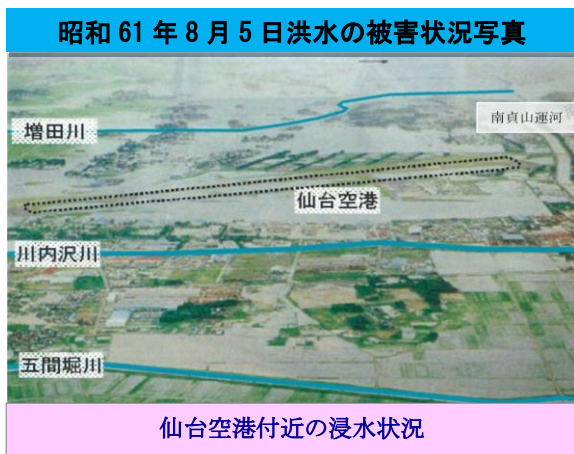 昭和 61 年 8 月 5 日洪水の被害状況写真
増田川
南貞山運河
仙台空港
川内沢川
五間堀川
仙台空港付近の浸水状況